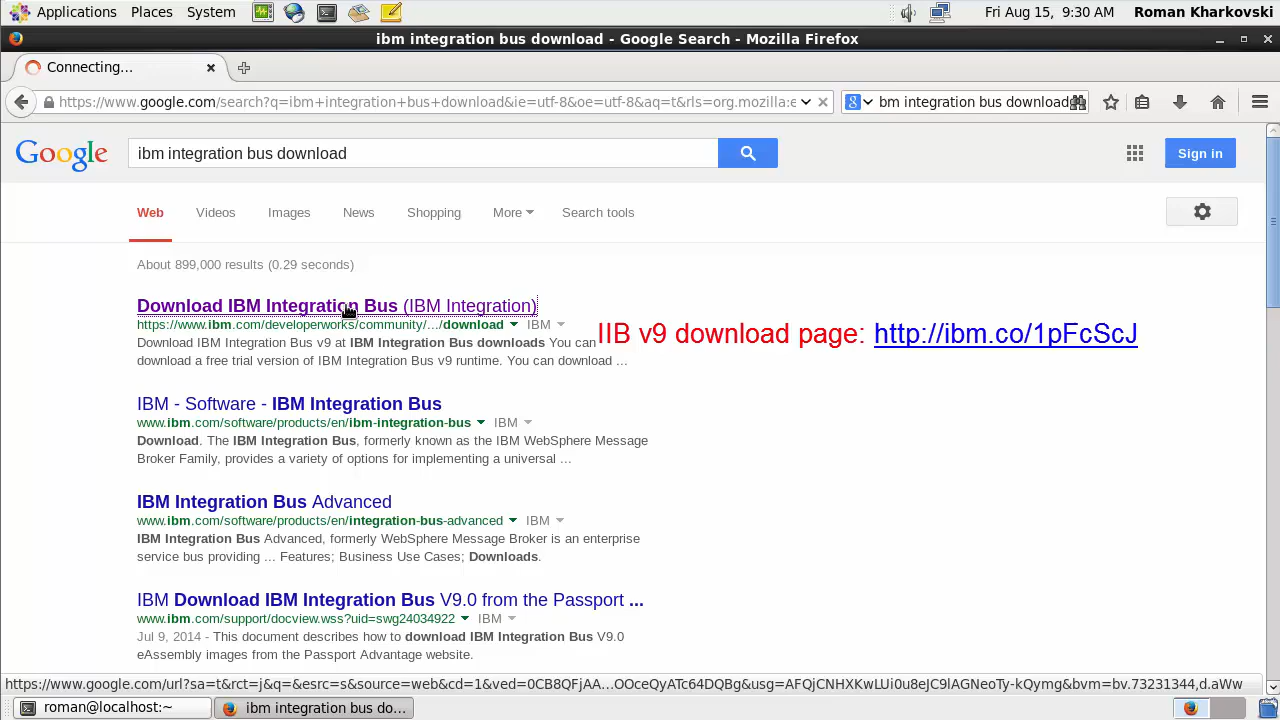 Applications Places System Fri Aug 15, 9:30 AM Roman Kharkovski
ibm integration bus download - Google Search - Mozilla Firefox
Connecting...
https://www.google.com/search?q=ibm+integration+bus+download&ie=utf-8&oe=utf-8&aq=t&rls=org.mozilla:e bm integration bus download
Google ibm integration bus download Sign in
Web Videos Images News Shopping More Search tools
About 899,000 results (0.29 seconds)
Download IBM Integration Bus (IBM Integration)
https://www.ibm.com/developerworks/community/.../download IBM
IIB v9 download page: http://ibm.co/1pFcScJ
Download IBM Integration Bus v9 at IBM Integration Bus downloads You can
download a free trial version of IBM Integration Bus v9 runtime. You can download ...
IBM - Software - IBM Integration Bus
www.ibm.com/software/products/en/ibm-integration-bus IBM
Download. The IBM Integration Bus, formerly known as the IBM WebSphere Message
Broker Family, provides a variety of options for implementing a universal ...
IBM Integration Bus Advanced
www.ibm.com/software/products/en/integration-bus-advanced IBM
IBM Integration Bus Advanced, formerly WebSphere Message Broker is an enterprise
service bus providing ... Features; Business Use Cases; Downloads.
IBM Download IBM Integration Bus V9.0 from the Passport ...
www.ibm.com/support/docview.wss?uid=swg24034922 IBM
Jul 9, 2014 - This document describes how to download IBM Integration Bus V9.0
eAssembly images from the Passport Advantage website.
https://www.google.com/url?sa=t&rct=j&q=&esrc=s&source=web&cd=1&ved=0CB8QFjAA...OOceQyATc64DQBg&usg=AFQjCNHXKwLUi0u8eJC9lAGNeoTy-kQymg&bvm=bv.73231344,d.aWw
roman@localhost:~ ibm integration bus do...